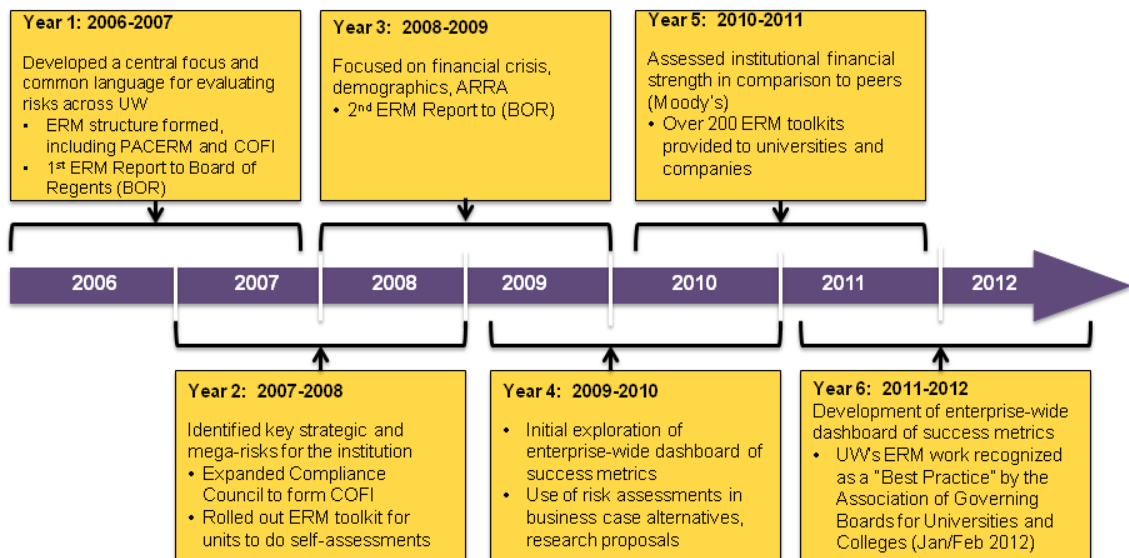 Year 1: 2006-2007
Developed a central focus and
common language for evaluating
risks across UW
• ERM structure formed,
including PACERM and COFI
• 1st ERM Report to Board of
Regents (BOR)
Year 3: 2008-2009
Focused on financial crisis,
demographics, ARRA
• 2nd ERM Report to (BOR)
Year 5: 2010-2011
Assessed institutional financial
strength in comparison to peers
(Moody's)
• Over 200 ERM toolkits
provided to universities and
companies
2006 2007 2008 2009 2010 2011 2012
Year 2: 2007-2008
Identified key strategic and
mega-risks for the institution
• Expanded Compliance
Council to form COFI
• Rolled out ERM toolkit for
units to do self-assessments
Year 4: 2009-2010
• Initial exploration of
enterprise-wide dashboard of
success metrics
• Use of risk assessments in
business case alternatives,
research proposals
Year 6: 2011-2012
Development of enterprise-wide
dashboard of success metrics
• UW's ERM work recognized
as a "Best Practice" by the
Association of Governing
Boards for Universities and
Colleges (Jan/Feb 2012)